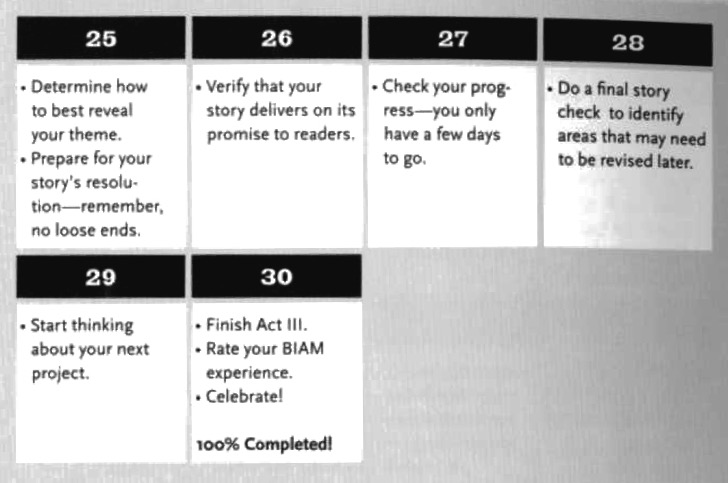 25
• Determine how
to best reveal
your theme.
• Prepare for your
story's resolu-
tion—remember,
no loose ends.
26
• Verify that your
story delivers on its
promise to readers.
27
• Check your prog-
ress—you only
have a few days
to go.
28
• Do a final story
check to identify
areas that may need
to be revised later.
29
• Start thinking
about your next
project.
30
• Finish Act III.
• Rate your BIAM
experience.
• Celebrate!
100% Completed!